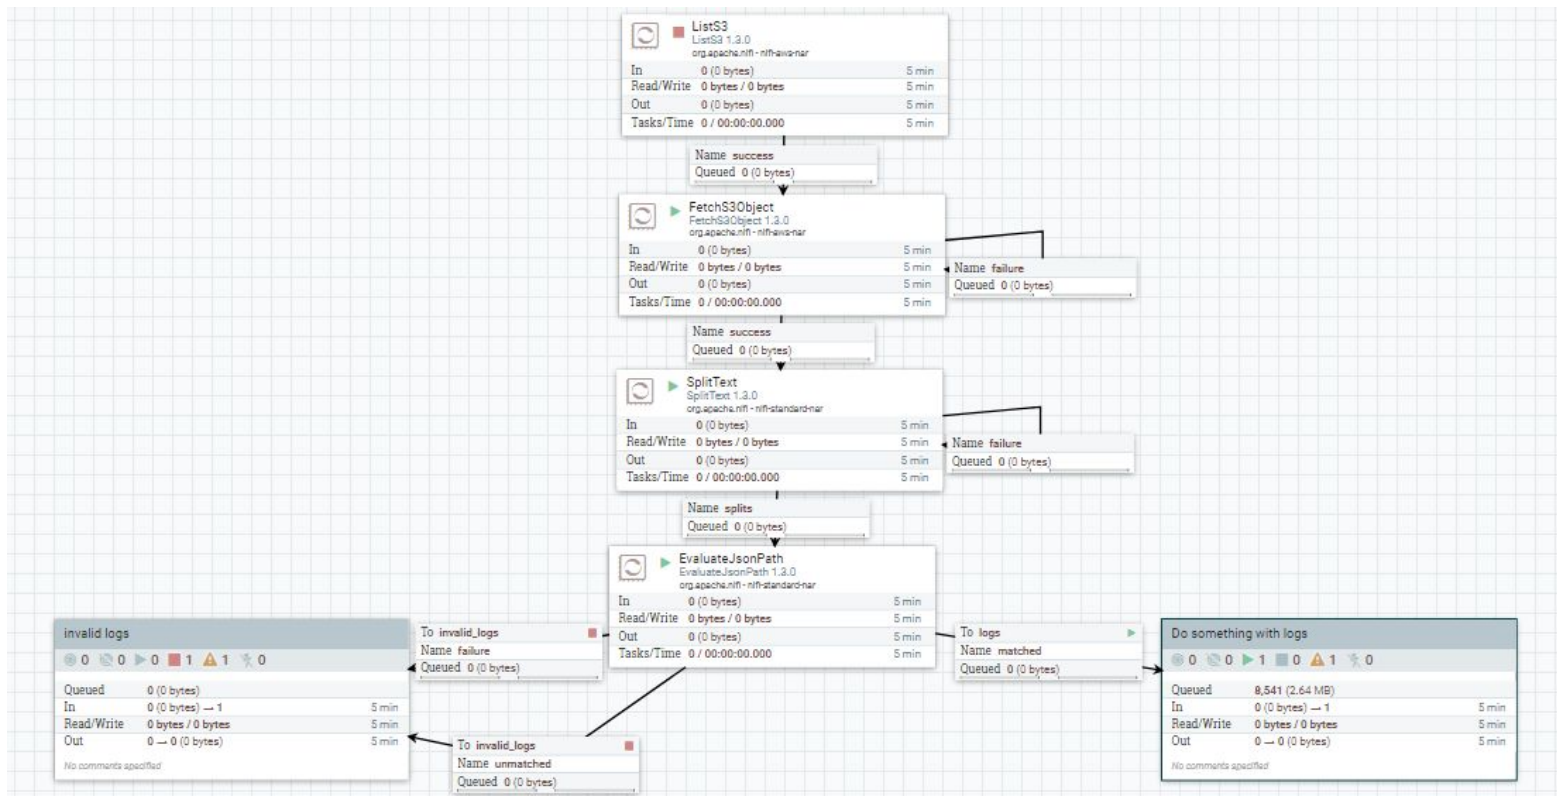 ListS3
ListS3 1.3.0
org.apache.nifi - nifi-aws-nar
In 0 (0 bytes) 5 min
Read/Write 0 bytes / 0 bytes 5 min
Out 0 (0 bytes) 5 min
Tasks/Time 0 / 00:00:00.000 5 min
Name success
Queued 0 (0 bytes)
FetchS3Object
FetchS3Object 1.3.0
org.apache.nifi - nifi-aws-nar
In 0 (0 bytes) 5 min
Read/Write 0 bytes / 0 bytes 5 min
Out 0 (0 bytes) 5 min
Tasks/Time 0 / 00:00:00.000 5 min
Name failure
Queued 0 (0 bytes)
Name success
Queued 0 (0 bytes)
SplitText
SplitText 1.3.0
org.apache.nifi - nifi-standard-nar
In 0 (0 bytes) 5 min
Read/Write 0 bytes / 0 bytes 5 min
Out 0 (0 bytes) 5 min
Tasks/Time 0 / 00:00:00.000 5 min
Name failure
Queued 0 (0 bytes)
Name splits
Queued 0 (0 bytes)
EvaluateJsonPath
EvaluateJsonPath 1.3.0
org.apache.nifi - nifi-standard-nar
In 0 (0 bytes) 5 min
Read/Write 0 bytes / 0 bytes 5 min
Out 0 (0 bytes) 5 min
Tasks/Time 0 / 00:00:00.000 5 min
invalid logs
0 0 0 1 1 0
Queued 0 (0 bytes)
In 0 (0 bytes) → 1 5 min
Read/Write 0 bytes / 0 bytes 5 min
Out 0 → 0 (0 bytes) 5 min
No comments specified
To invalid_logs
Name failure
Queued 0 (0 bytes)
To invalid_logs
Name unmatched
Queued 0 (0 bytes)
To logs
Name matched
Queued 0 (0 bytes)
Do something with logs
0 0 1 0 1 0
Queued 8,541 (2.64 MB)
In 0 (0 bytes) → 1 5 min
Read/Write 0 bytes / 0 bytes 5 min
Out 0 → 0 (0 bytes) 5 min
No comments specified